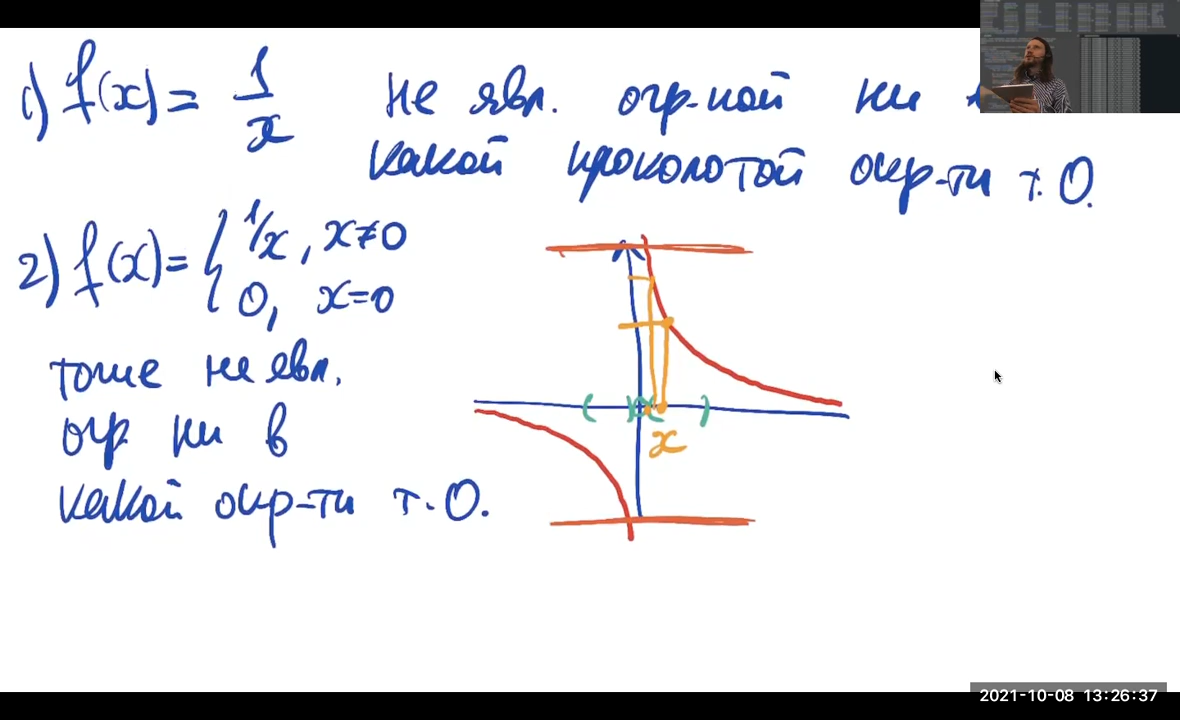 1) f(x) = 1/x не явл. огр-ной ни
какой проколотой окр-ти т. 0.
2) f(x) = { 1/x, x≠0
0, x=0
тоже не явл.
огр ни в
какой окр-ти т. 0.
x
2021-10-08 13:26:37